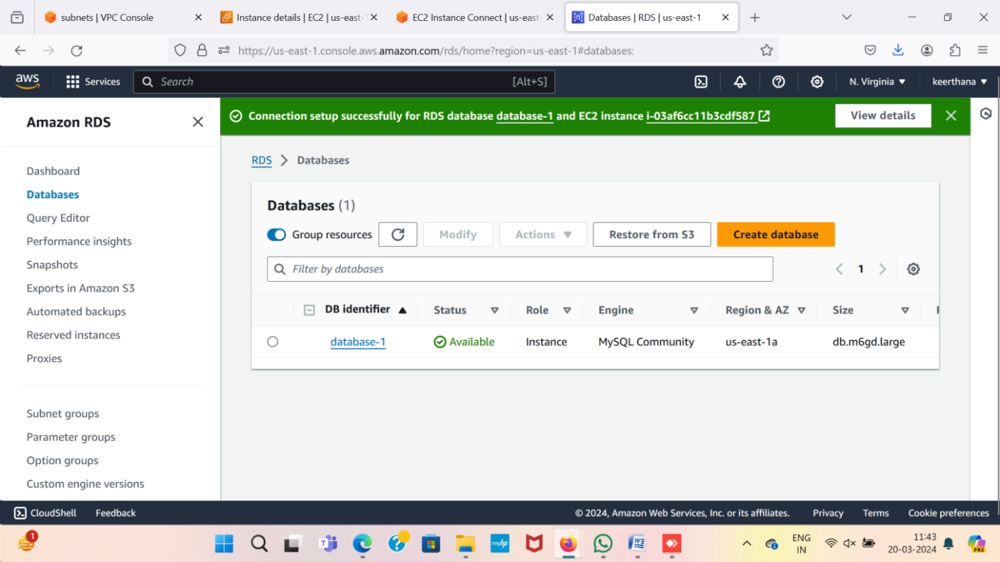 subnets | VPC Console
Instance details | EC2 | us-east-1
EC2 Instance Connect | us-east-
Databases | RDS | us-east-1
https://us-east-1.console.aws.amazon.com/rds/home?region=us-east-1#databases:
aws
Services
Search
[Alt+S]
N. Virginia
keerthana
Amazon RDS
Connection setup successfully for RDS database database-1 and EC2 instance i-03af6cc11b3cdf587
View details
Dashboard
Databases
Query Editor
Performance insights
Snapshots
Exports in Amazon S3
Automated backups
Reserved instances
Proxies
Subnet groups
Parameter groups
Option groups
Custom engine versions
RDS > Databases
Databases (1)
Group resources
Modify
Actions
Restore from S3
Create database
Filter by databases
1
DB identifier Status Role Engine Region & AZ Size
database-1 Available Instance MySQL Community us-east-1a db.m6gd.large
CloudShell
Feedback
© 2024, Amazon Web Services, Inc. or its affiliates.
Privacy
Terms
Cookie preferences
1
myhp
ENG
IN
11:43
20-03-2024
PRE